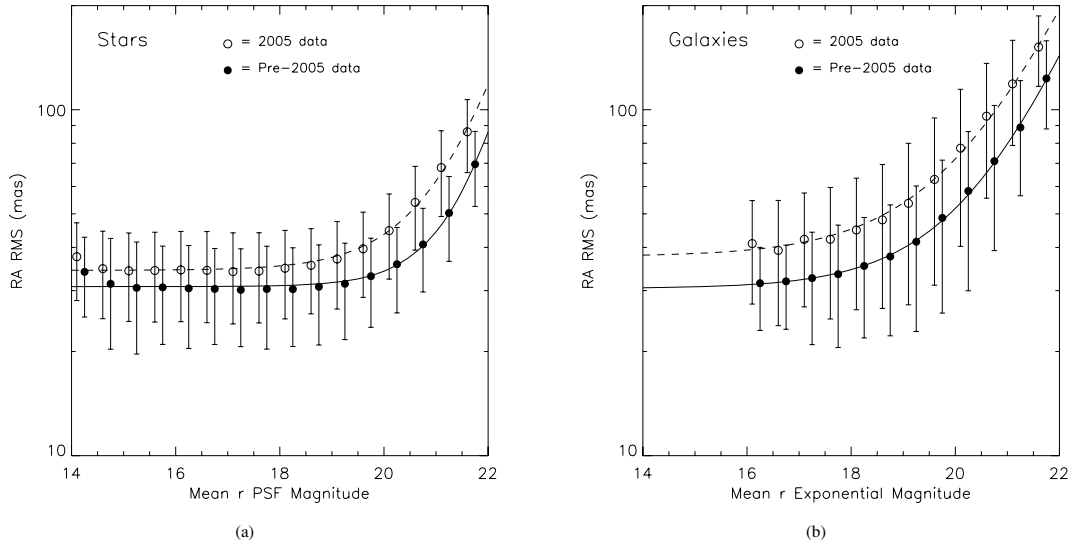 Stars
○ = 2005 data
● = Pre−2005 data
100
10
RA RMS (mas)
14 16 18 20 22
Mean r PSF Magnitude
(a)
Galaxies
○ = 2005 data
● = Pre−2005 data
100
10
RA RMS (mas)
14 16 18 20 22
Mean r Exponential Magnitude
(b)